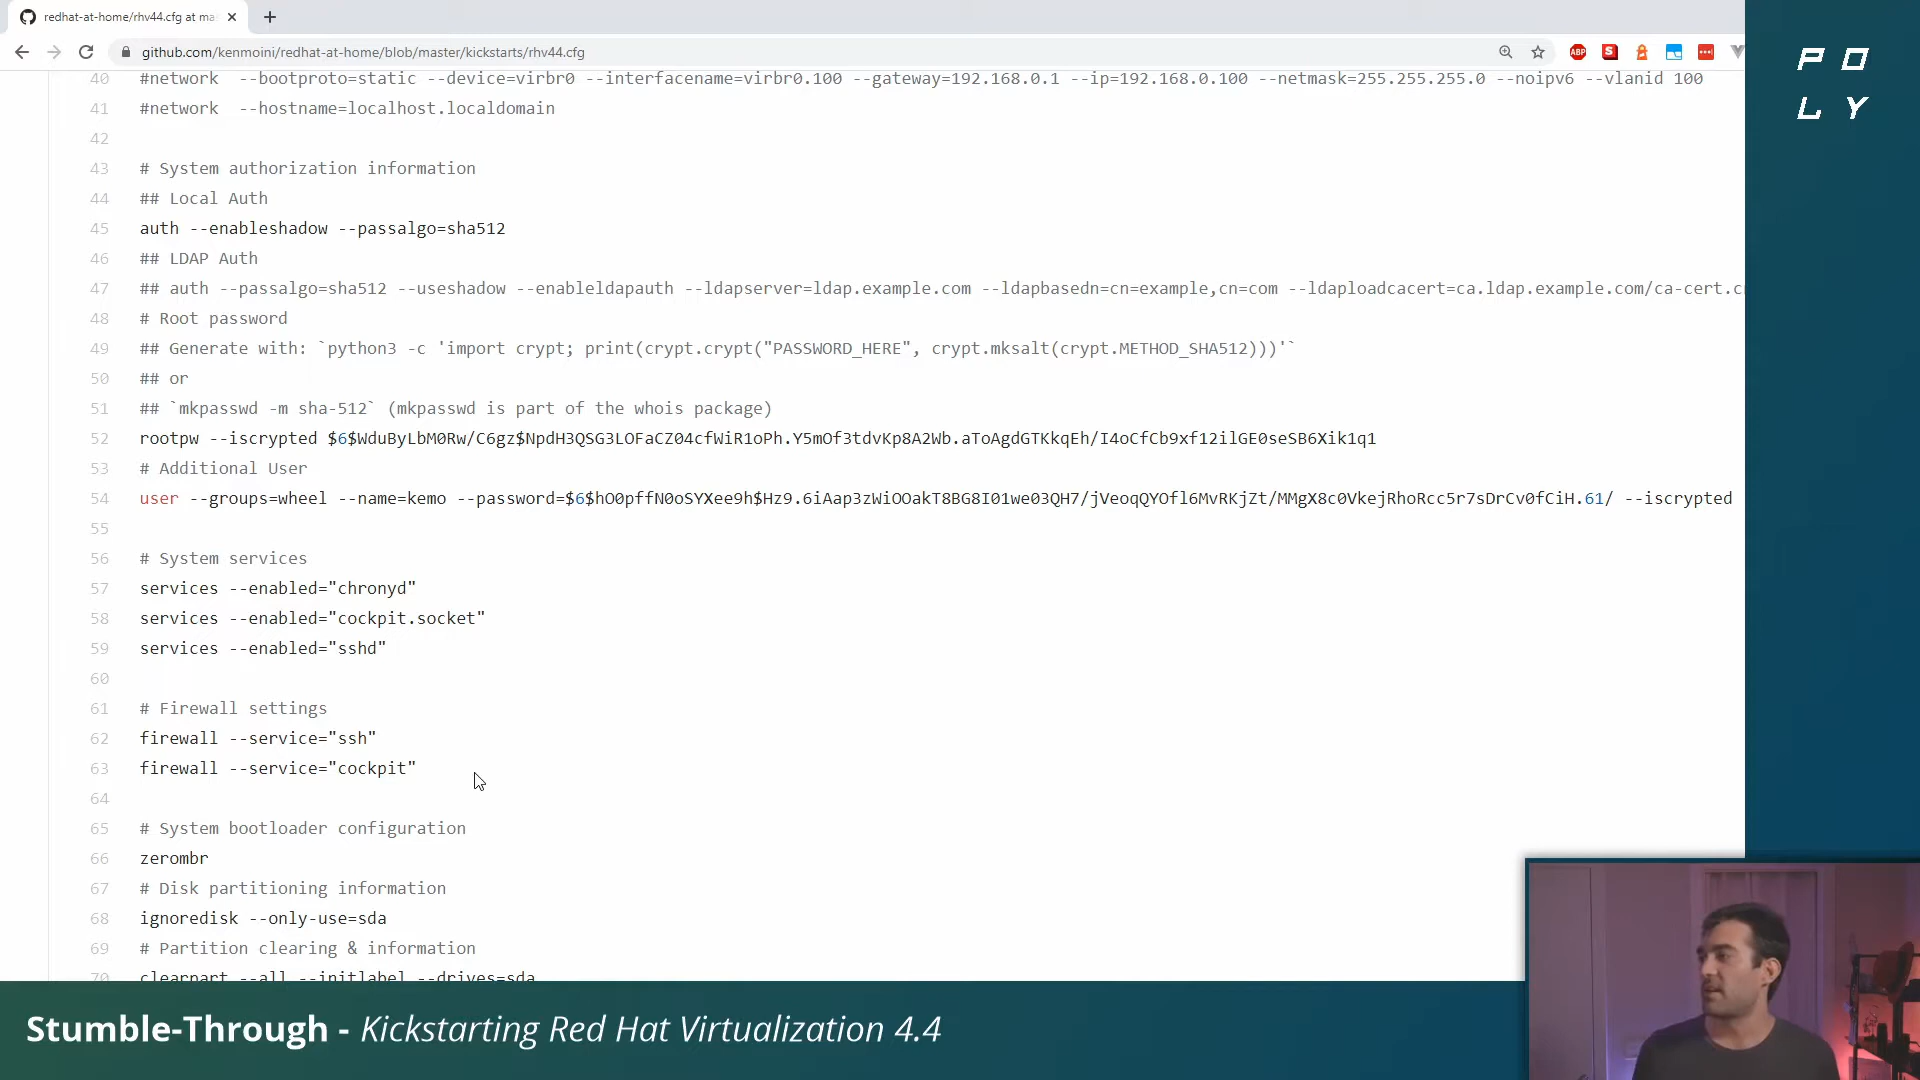 redhat-at-home/rhv44.cfg at ma
github.com/kenmoini/redhat-at-home/blob/master/kickstarts/rhv44.cfg
ABP
S
P O
L Y
40 #network --bootproto=static --device=virbr0 --interfacename=virbr0.100 --gateway=192.168.0.1 --ip=192.168.0.100 --netmask=255.255.255.0 --noipv6 --vlanid 100
41 #network --hostname=localhost.localdomain
42
43 # System authorization information
44 ## Local Auth
45 auth --enableshadow --passalgo=sha512
46 ## LDAP Auth
47 ## auth --passalgo=sha512 --useshadow --enableldapauth --ldapserver=ldap.example.com --ldapbasedn=cn=example,cn=com --ldaploadcacert=ca.ldap.example.com/ca-cert.c
48 # Root password
49 ## Generate with: `python3 -c 'import crypt; print(crypt.crypt("PASSWORD_HERE", crypt.mksalt(crypt.METHOD_SHA512)))'`
50 ## or
51 ## `mkpasswd -m sha-512` (mkpasswd is part of the whois package)
52 rootpw --iscrypted $6$WduByLbM0Rw/C6gz$NpdH3QSG3LOFaCZ04cfWiR1oPh.Y5mOf3tdvKp8A2Wb.aToAgdGTKkqEh/I4oCfCb9xf12ilGE0seSB6Xik1q1
53 # Additional User
54 user --groups=wheel --name=kemo --password=$6$hO0pffN0oSYXee9h$Hz9.6iAap3zWiOOakT8BG8I01we03QH7/jVeoqQYOfl6MvRKjZt/MMgX8c0VkejRhoRcc5r7sDrCv0fCiH.61/ --iscrypted
55
56 # System services
57 services --enabled="chronyd"
58 services --enabled="cockpit.socket"
59 services --enabled="sshd"
60
61 # Firewall settings
62 firewall --service="ssh"
63 firewall --service="cockpit"
64
65 # System bootloader configuration
66 zerombr
67 # Disk partitioning information
68 ignoredisk --only-use=sda
69 # Partition clearing & information
70 clearpart --all --initlabel --drives=sda
Stumble-Through - Kickstarting Red Hat Virtualization 4.4